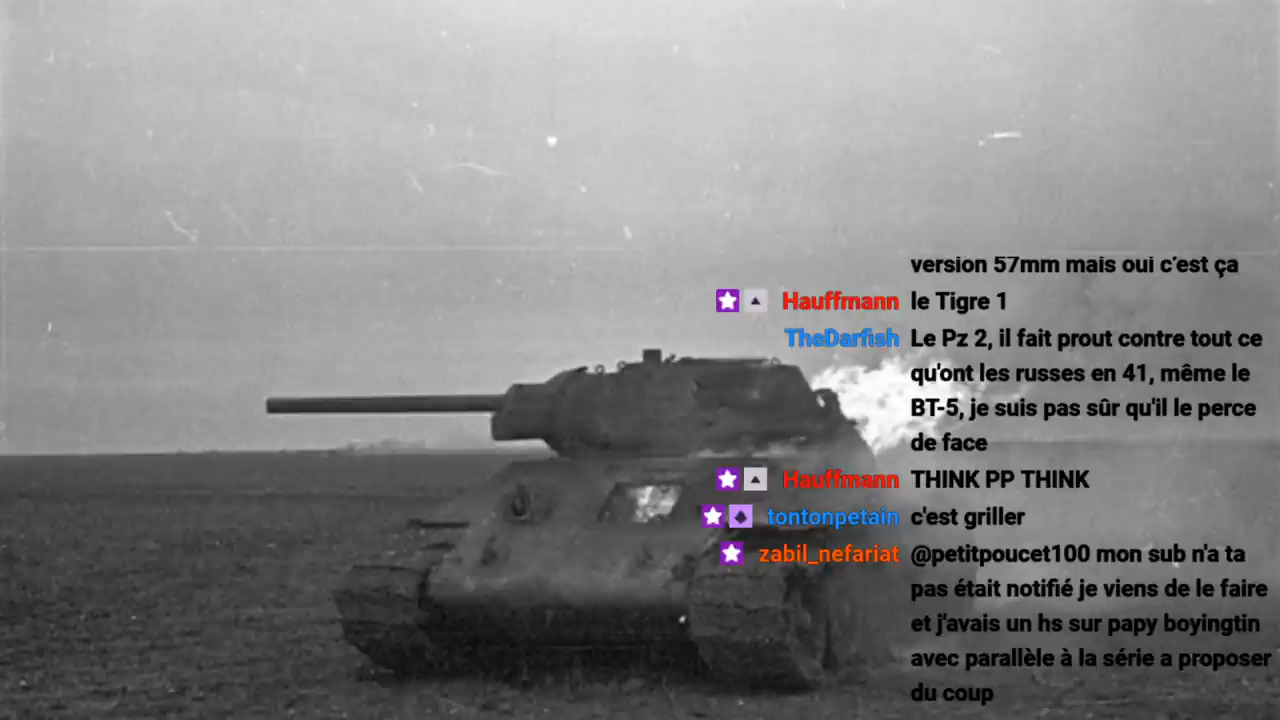 version 57mm mais oui c'est ça
Hauffmann le Tigre 1
TheDarfish Le Pz 2, il fait prout contre tout ce
qu'ont les russes en 41, même le
BT-5, je suis pas sûr qu'il le perce
de face
Hauffmann THINK PP THINK
tontonpetain c'est griller
zabil_nefariat @petitpoucet100 mon sub n'a ta
pas était notifié je viens de le faire
et j'avais un hs sur papy boyingtin
avec parallèle à la série a proposer
du coup